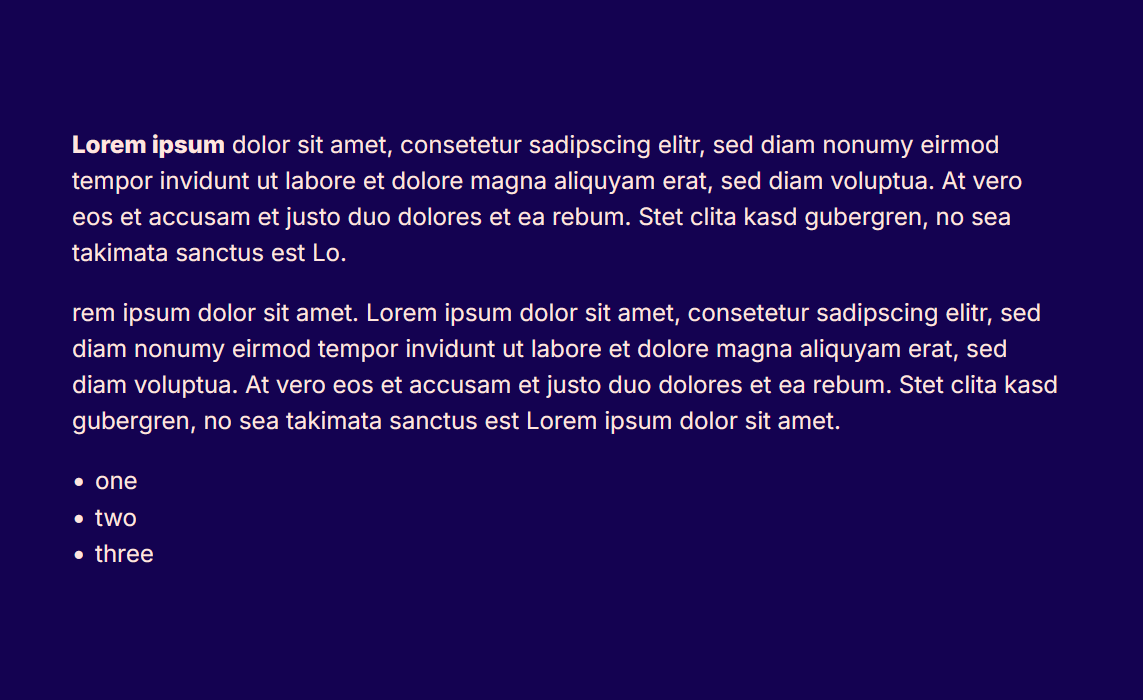 Lorem ipsum dolor sit amet, consetetur sadipscing elitr, sed diam nonumy eirmod
tempor invidunt ut labore et dolore magna aliquyam erat, sed diam voluptua. At vero
eos et accusam et justo duo dolores et ea rebum. Stet clita kasd gubergren, no sea
takimata sanctus est Lo.
rem ipsum dolor sit amet. Lorem ipsum dolor sit amet, consetetur sadipscing elitr, sed
diam nonumy eirmod tempor invidunt ut labore et dolore magna aliquyam erat, sed
diam voluptua. At vero eos et accusam et justo duo dolores et ea rebum. Stet clita kasd
gubergren, no sea takimata sanctus est Lorem ipsum dolor sit amet.
• one
• two
• three